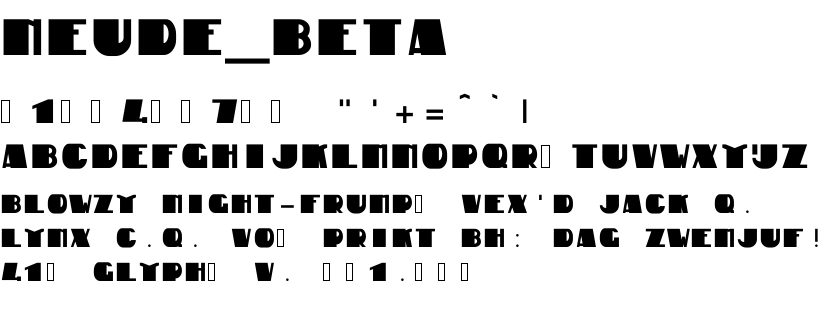 NEUDE_BETA
□1□□4□□7□□ "'+=^`|
ABCDEFGHIJKLMNOPQR□TUVWXYIJZ
BLOWZY NIGHT-FRUMP□ VEX'D JACK Q.
LYNX C.Q. VO□ PRIKT BH: DAG ZWEMJUF!
41□ GLYPH□ V. □□1.□□□